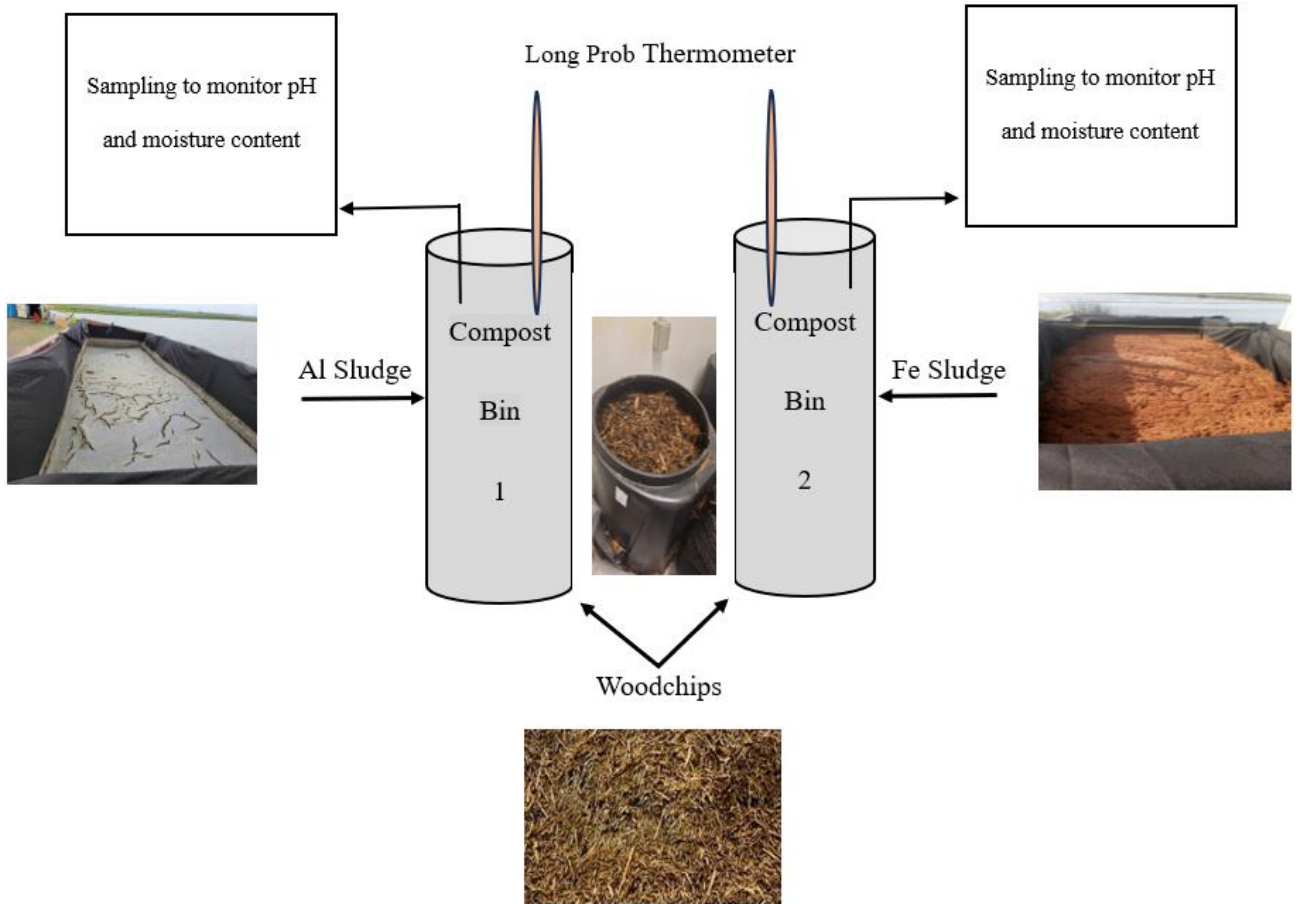 Sampling to monitor pH
and moisture content
Long Prob Thermometer
Sampling to monitor pH
and moisture content
Al Sludge
Compost
Bin
1
Compost
Bin
2
Fe Sludge
Woodchips